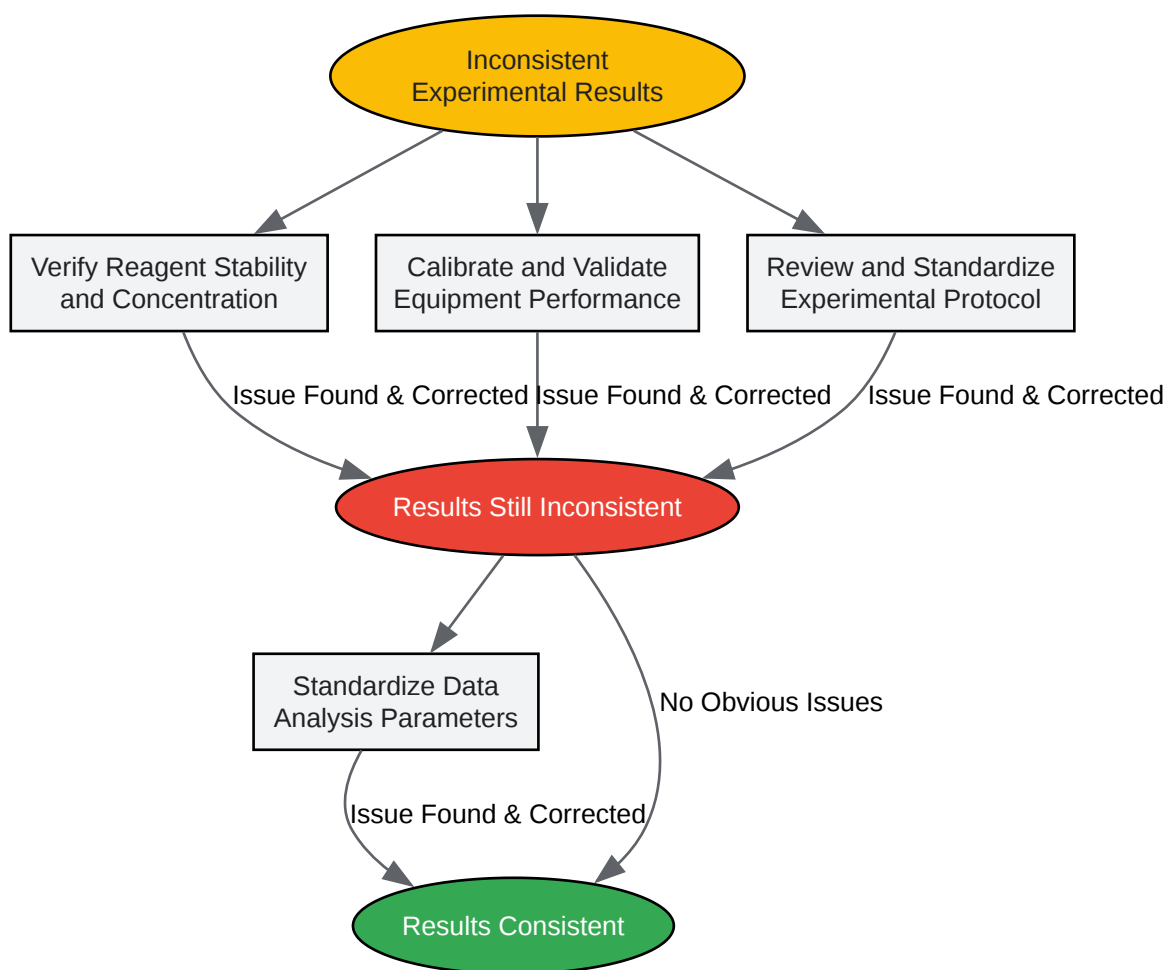 Inconsistent
Experimental Results
Verify Reagent Stability
and Concentration
Calibrate and Validate
Equipment Performance
Review and Standardize
Experimental Protocol
Issue Found & Corrected
Issue Found & Corrected
Issue Found & Corrected
Results Still Inconsistent
Standardize Data
Analysis Parameters
No Obvious Issues
Issue Found & Corrected
Results Consistent